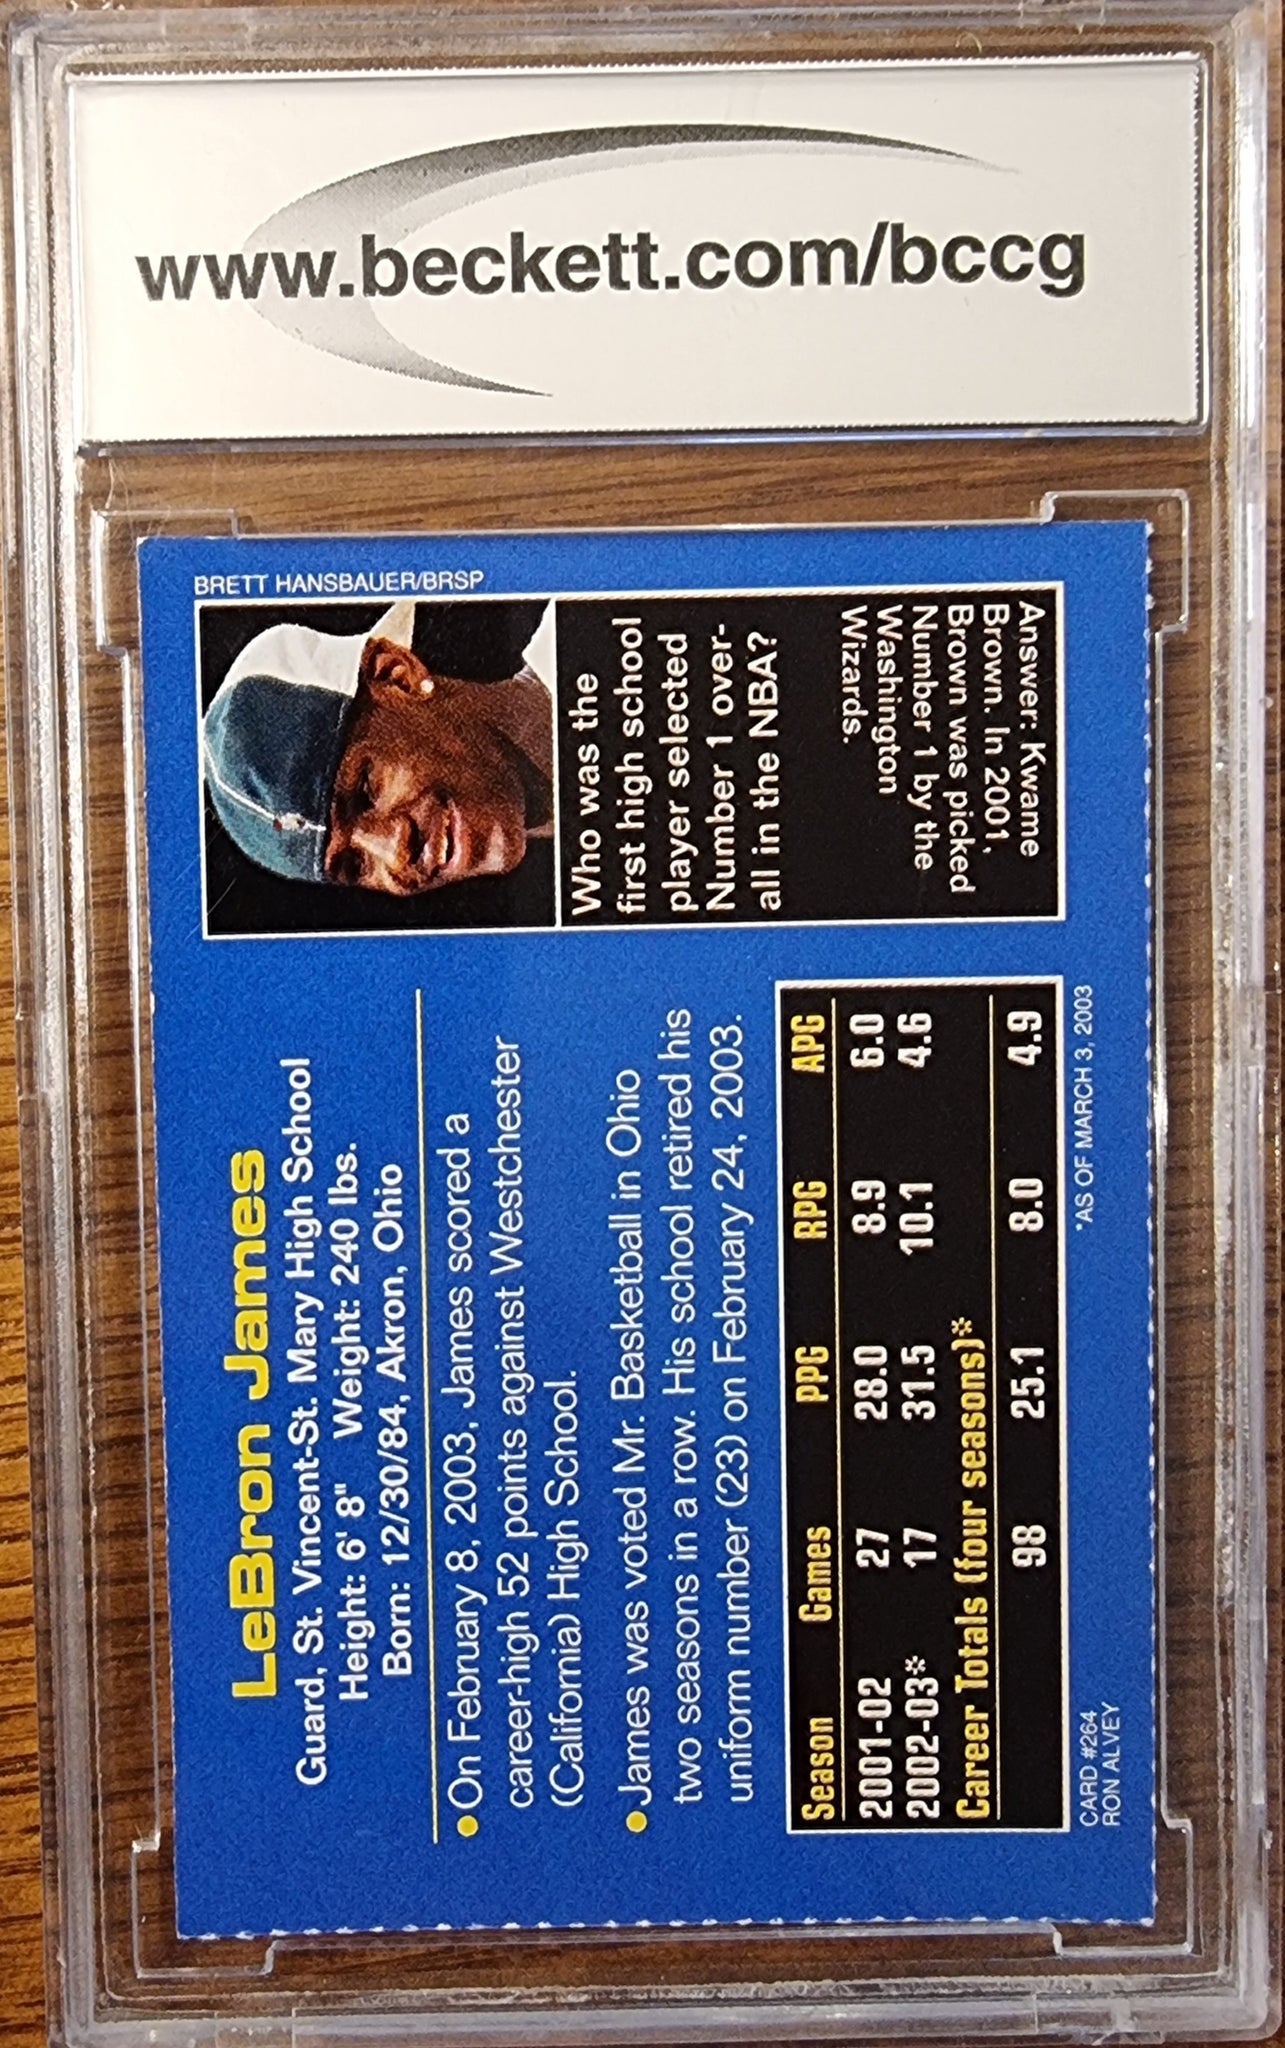 www.beckett.com/bccg
LeBron James
Guard, St. Vincent-St. Mary High School
Height: 6' 8" Weight: 240 lbs.
Born: 12/30/84, Akron, Ohio
●On February 8, 2003, James scored a
career-high 52 points against Westchester
(California) High School.
●James was voted Mr. Basketball in Ohio
two seasons in a row. His school retired his
uniform number (23) on February 24, 2003.
Season Games PPG RPG APG
2001-02 27 28.0 8.9 6.0
2002-03* 17 31.5 10.1 4.6
Career Totals (four seasons)*
98 25.1 8.0 4.9
CARD #264
RON ALVEY
*AS OF MARCH 3, 2003
BRETT HANSBAUER/BRSP
Who was the
first high school
player selected
Number 1 over-
all in the NBA?
Answer: Kwame
Brown. In 2001,
Brown was picked
Number 1 by the
Washington
Wizards.